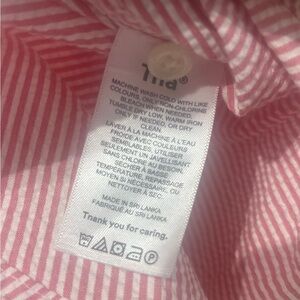 Tna®
MACHINE WASH COLD WITH LIKE
COLOURS, ONLY NON-CHLORINE
BLEACH WHEN NEEDED,
TUMBLE DRY LOW, WARM IRON
ONLY IF NEEDED, OR DRY
CLEAN.
LAVER À LA MACHINE À L'EAU
FROIDE AVEC COULEURS
SEMBLABLES, UTILISER
SEULEMENT UN JAVELLISANT
SANS CHLORE AU BESOIN,
SÉCHER À BASSE
TEMPÉRATURE, REPASSAGE
MOYEN SI NÉCESSAIRE, OU
NETTOYER À SEC.
MADE IN SRI LANKA
FABRIQUÉ AU SRI LANKA
Thank you for caring.